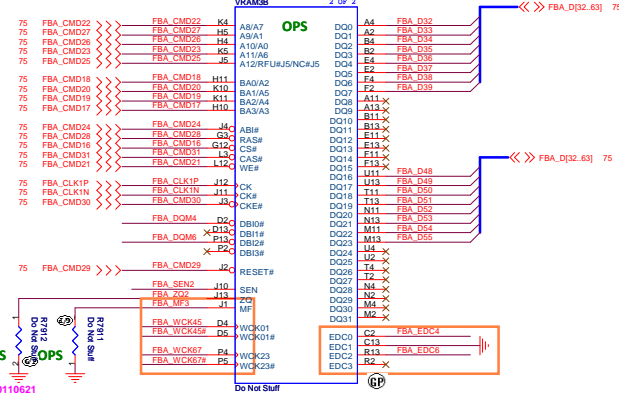 VRAM3B
2 OF 2
OPS
75 FBA_CMD22 FBA_CMD22 K4 A8/A7
75 FBA_CMD27 FBA_CMD27 H5 A9/A1
75 FBA_CMD26 FBA_CMD26 H4 A10/A0
75 FBA_CMD23 FBA_CMD23 K5 A11/A6
75 FBA_CMD25 FBA_CMD25 J5 A12/RFU#J5/NC#J5
75 FBA_CMD18 FBA_CMD18 H11 BA0/A2
75 FBA_CMD20 FBA_CMD20 K10 BA1/A5
75 FBA_CMD19 FBA_CMD19 K11 BA2/A4
75 FBA_CMD17 FBA_CMD17 H10 BA3/A3
75 FBA_CMD24 FBA_CMD24 J4 ABI#
75 FBA_CMD28 FBA_CMD28 G3 RAS#
75 FBA_CMD16 FBA_CMD16 G12 CS#
75 FBA_CMD31 FBA_CMD31 L3 CAS#
75 FBA_CMD21 FBA_CMD21 L12 WE#
75 FBA_CLK1P FBA_CLK1P J12 CK
75 FBA_CLK1N FBA_CLK1N J11 CK#
75 FBA_CMD30 FBA_CMD30 J3 CKE#
FBA_DQM4 D2 DBI0#
D13 DBI1#
FBA_DQM6 P13 DBI2#
P2 DBI3#
75 FBA_CMD29 FBA_CMD29 J2 RESET#
FBA_SEN2 J10 SEN
FBA_ZQ2 J13 ZQ
FBA_MF3 J1 MF
FBA_WCK45 D4 WCK01
FBA_WCK45# D5 WCK01#
FBA_WCK67 P4 WCK23
FBA_WCK67# P5 WCK23#
DQ0 A4 FBA_D32
DQ1 A2 FBA_D33
DQ2 B4 FBA_D34
DQ3 B2 FBA_D35
DQ4 E4 FBA_D36
DQ5 E2 FBA_D37
DQ6 F4 FBA_D38
DQ7 F2 FBA_D39
DQ8 A11
DQ9 A13
DQ10 B11
DQ11 B13
DQ12 E11
DQ13 E13
DQ14 F11
DQ15 F13
DQ16 U11 FBA_D48
DQ17 U13 FBA_D49
DQ18 T11 FBA_D50
DQ19 T13 FBA_D51
DQ20 N11 FBA_D52
DQ21 N13 FBA_D53
DQ22 M11 FBA_D54
DQ23 M13 FBA_D55
DQ24 U4
DQ25 U2
DQ26 T4
DQ27 T2
DQ28 N4
DQ29 N2
DQ30 M4
DQ31 M2
EDC0 C2 FBA_EDC4
EDC1 C13
EDC2 R13 FBA_EDC6
EDC3 R2
FBA_D[32..63] 75
FBA_D[32..63] 75
R7912
Do Not Stuff
R7911
Do Not Stuff
1
2
1
OPS
Do Not Stuff
GP
0110621